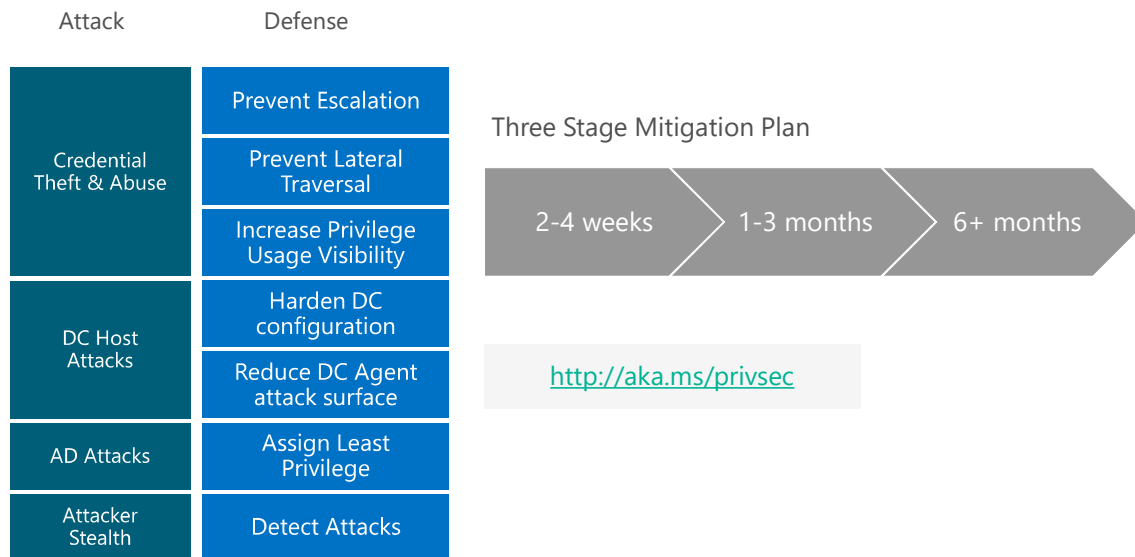 Attack
Defense
Credential
Theft & Abuse
Prevent Escalation
Prevent Lateral
Traversal
Increase Privilege
Usage Visibility
DC Host
Attacks
Harden DC
configuration
Reduce DC Agent
attack surface
AD Attacks
Assign Least
Privilege
Attacker
Stealth
Detect Attacks
Three Stage Mitigation Plan
2-4 weeks
1-3 months
6+ months
http://aka.ms/privsec